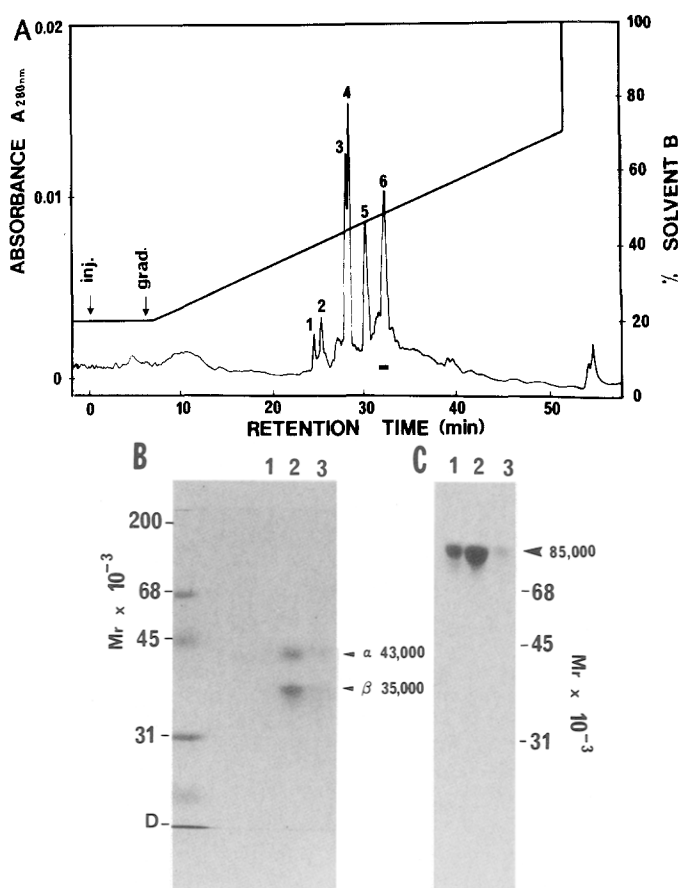 A
0.02
0.01
0
ABSORBANCE A 280nm
100
80
60
40
20
0
% SOLVENT B
inj.
grad.
1
2
3
4
5
6
0 10 20 30 40 50
RETENTION TIME (min)
B
1 2 3
200
68
45
31
D
Mr × 10⁻³
α 43,000
β 35,000
C
1 2 3
85,000
68
45
31
Mr × 10⁻³